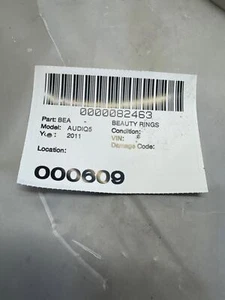 0000082463
Part: BEA BEAUTY RINGS
Model: AUDIQ5 Condition:
2011 VIN:
Damage Code:
Location:
000609